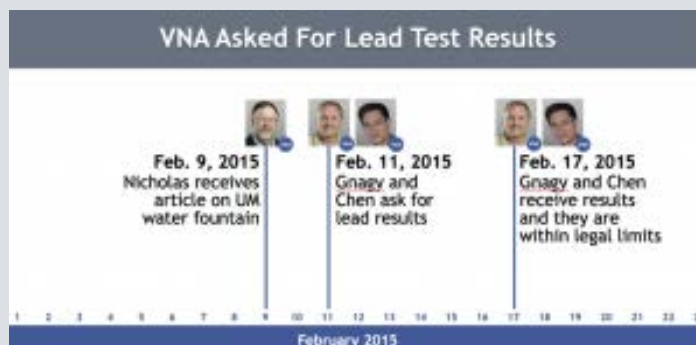 VNA Asked For Lead Test Results
Feb. 9, 2015
Nicholas receives
article on UM
water fountain
Feb. 11, 2015
Gnagy and
Chen ask for
lead results
Feb. 17, 2015
Gnagy and Chen
receive results
and they are
within legal limits
1 2 3 4 5 6 7 8 9 10 11 12 13 14 15 16 17 18 19 20 21 22
February 2015